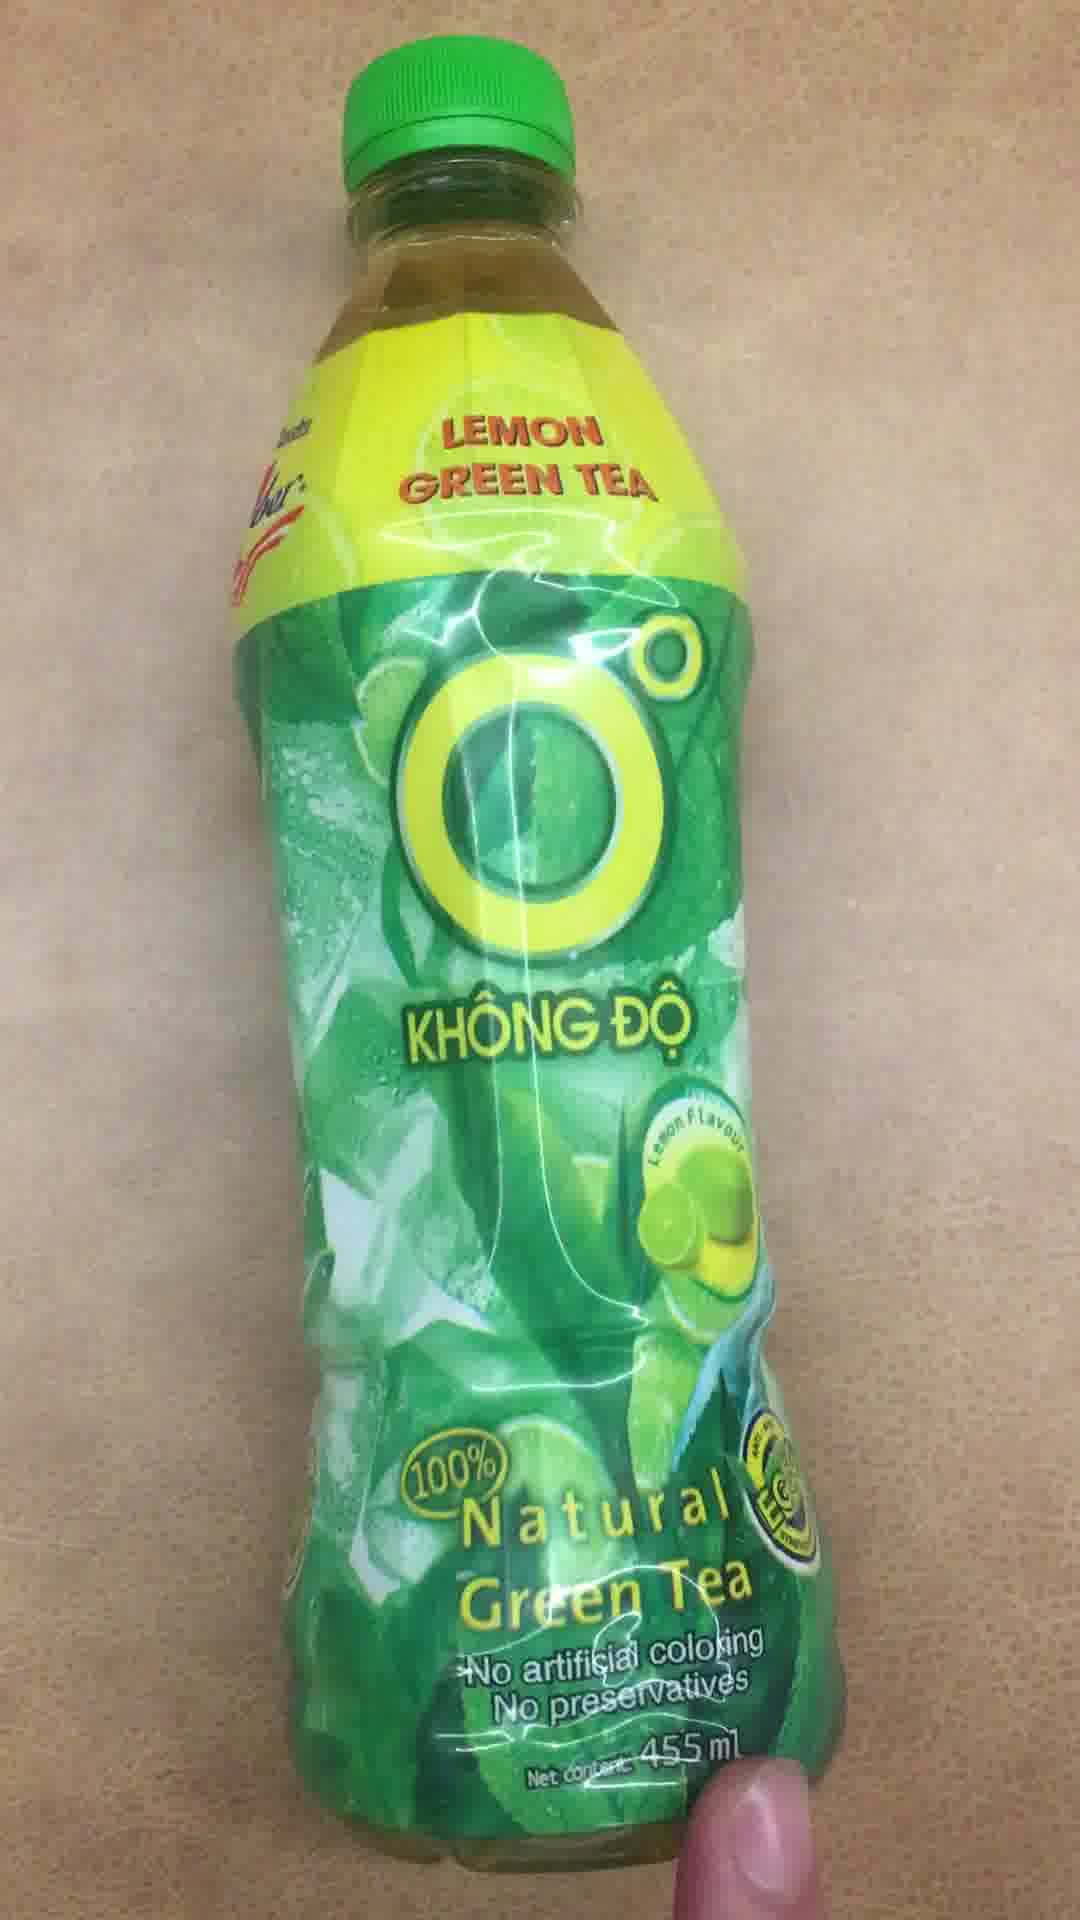 LEMON
GREEN TEA
0°
KHÔNG ĐỘ
Lemon Flavour
100%
Natural
Green Tea
No artificial coloring
No preservatives
Net content: 455 ml